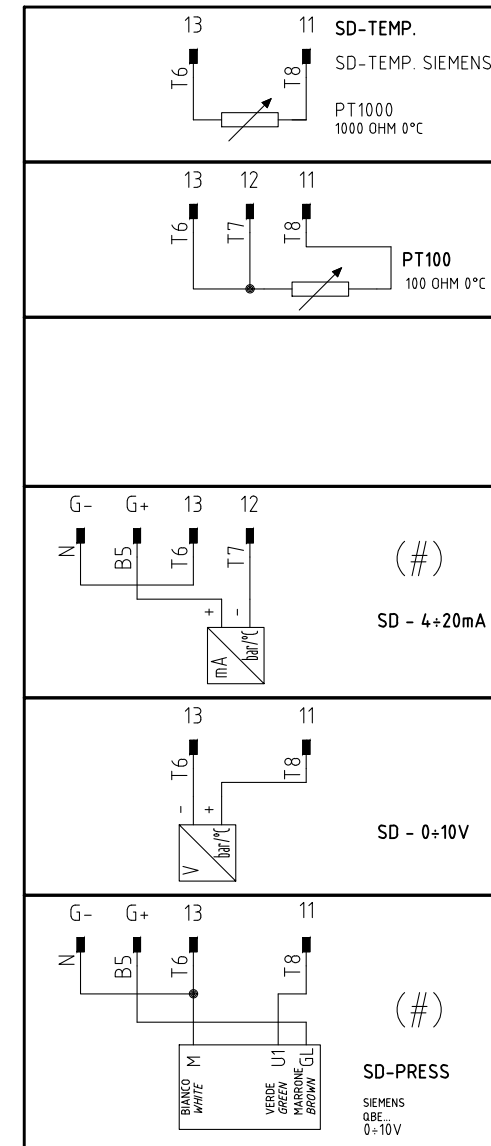 13 11 SD-TEMP.
SD-TEMP. SIEMENS
T6 T8
PT1000
1000 OHM 0°C
13 12 11
T6 T7 T8
PT100
100 OHM 0°C
G- G+ 13 12
N B5 T6 T7
(#)
+ -
mA bar/°C
SD - 4÷20mA
13 11
T6 T8
- +
V bar/°C
SD - 0÷10V
G- G+ 13 11
N B5 T6 T8
(#)
M U1 GL
BIANCO
WHITE
VERDE
GREEN
MARRONE
BROWN
SD-PRESS
SIEMENS
QBE...
0÷10V